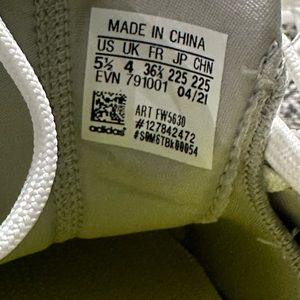 MADE IN CHINA
US UK FR JP CHN
5½ 4 36⅔ 225 225
EVN 791001 04/21
ART FW5630
#127842472
#S0M6TBk00054
adidas